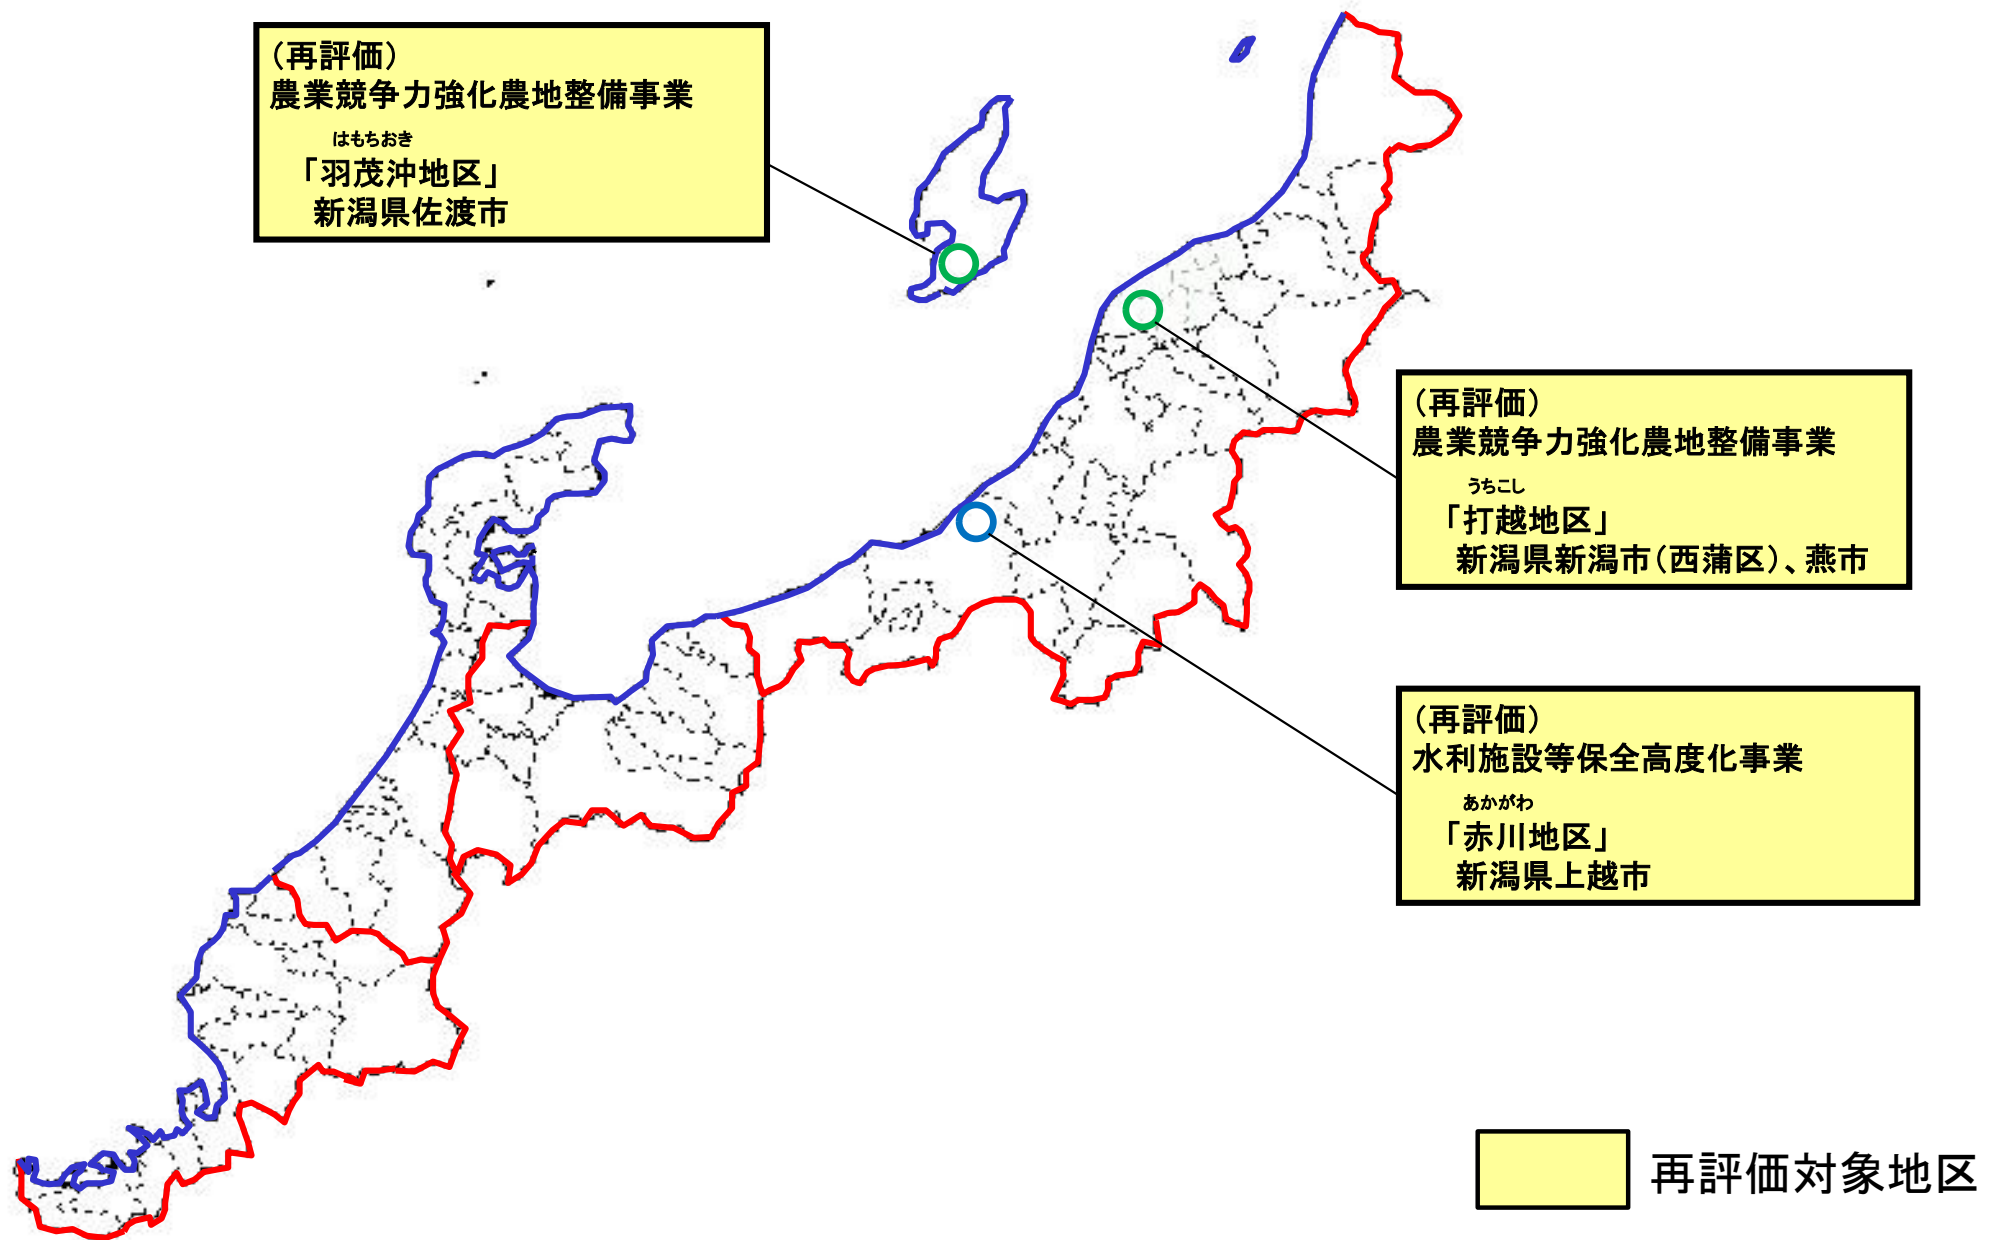 （再評価）
農業競争力強化農地整備事業
はもちおき
「羽茂沖地区」
新潟県佐渡市
（再評価）
農業競争力強化農地整備事業
うちこし
「打越地区」
新潟県新潟市（西蒲区）、燕市
（再評価）
水利施設等保全高度化事業
あかがわ
「赤川地区」
新潟県上越市
再評価対象地区